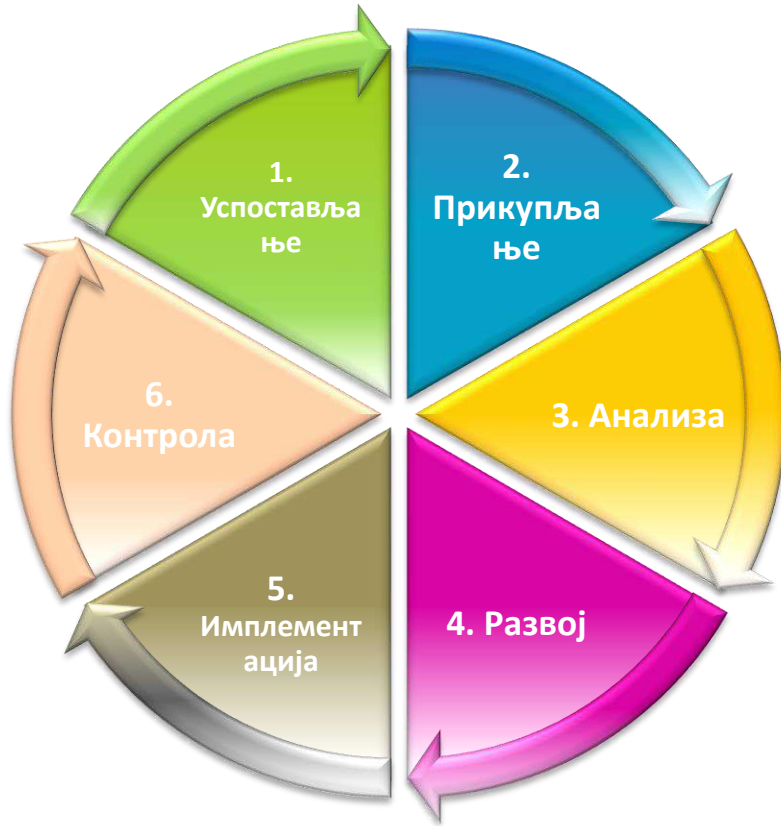 1.
Успоставља
ње
2.
Прикупља
ње
3. Анализа
4. Развој
5.
Имплемент
ација
6.
Контрола